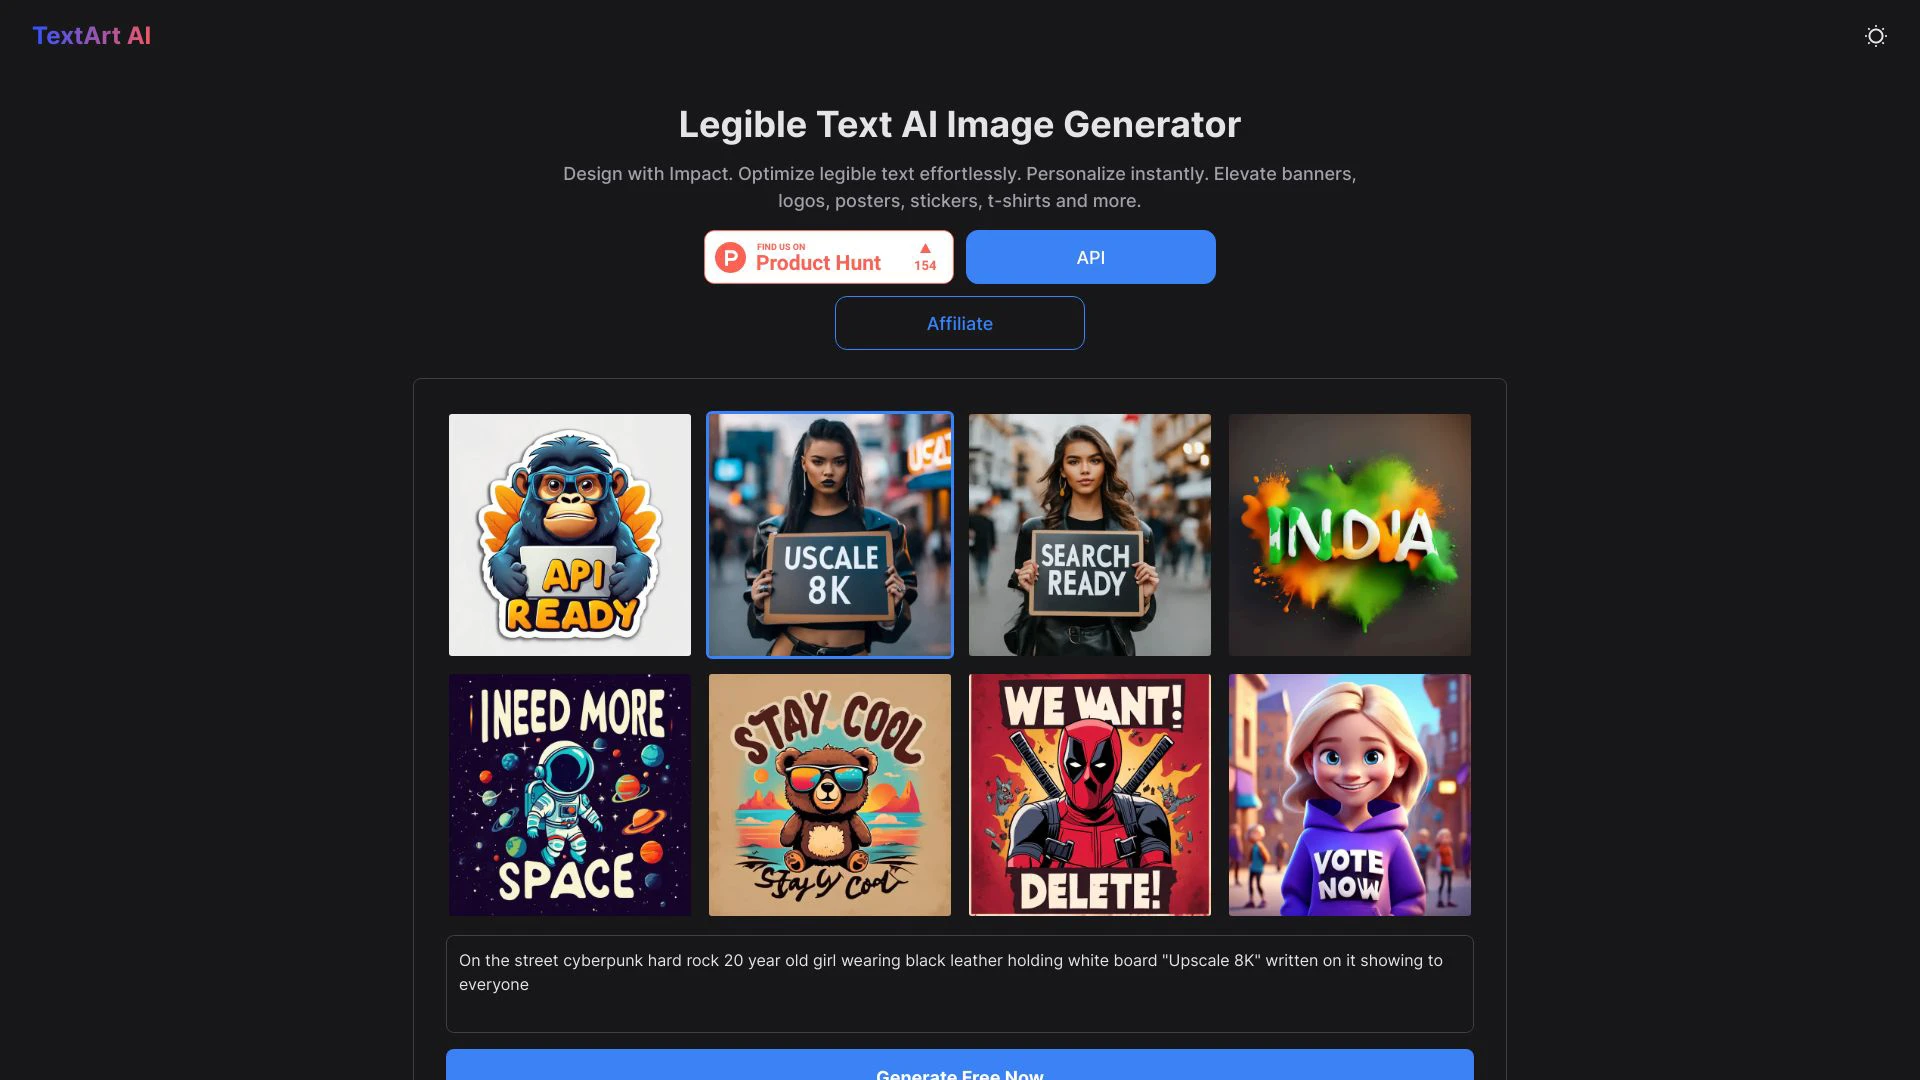 TextArt AI
Legible Text AI Image Generator
Design with Impact. Optimize legible text effortlessly. Personalize instantly. Elevate banners,
logos, posters, stickers, t-shirts and more.
FIND US ON
Product Hunt
154
API
Affiliate
API
READY
USCALE
8K
SEARCH
READY
INDIA
I NEED MORE
SPACE
STAY COOL
Stay y Cool
WE WANT!
DELETE!
VOTE
NOW
On the street cyberpunk hard rock 20 year old girl wearing black leather holding white board "Upscale 8K" written on it showing to
everyone
Generate Free Now